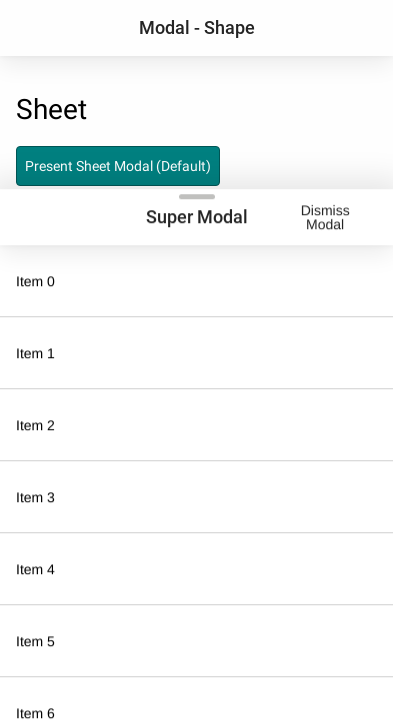 Modal - Shape
Sheet
Present Sheet Modal (Default)
Super Modal
Dismiss
Modal
Item 0
Item 1
Item 2
Item 3
Item 4
Item 5
Item 6